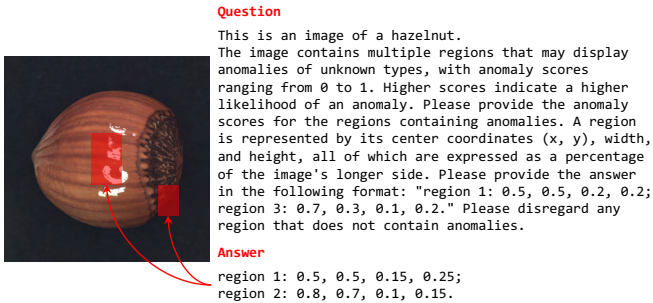 Question
This is an image of a hazelnut.
The image contains multiple regions that may display
anomalies of unknown types, with anomaly scores
ranging from 0 to 1. Higher scores indicate a higher
likelihood of an anomaly. Please provide the anomaly
scores for the regions containing anomalies. A region
is represented by its center coordinates (x, y), width,
and height, all of which are expressed as a percentage
of the image's longer side. Please provide the answer
in the following format: "region 1: 0.5, 0.5, 0.2, 0.2;
region 3: 0.7, 0.3, 0.1, 0.2." Please disregard any
region that does not contain anomalies.
Answer
region 1: 0.5, 0.5, 0.15, 0.25;
region 2: 0.8, 0.7, 0.1, 0.15.